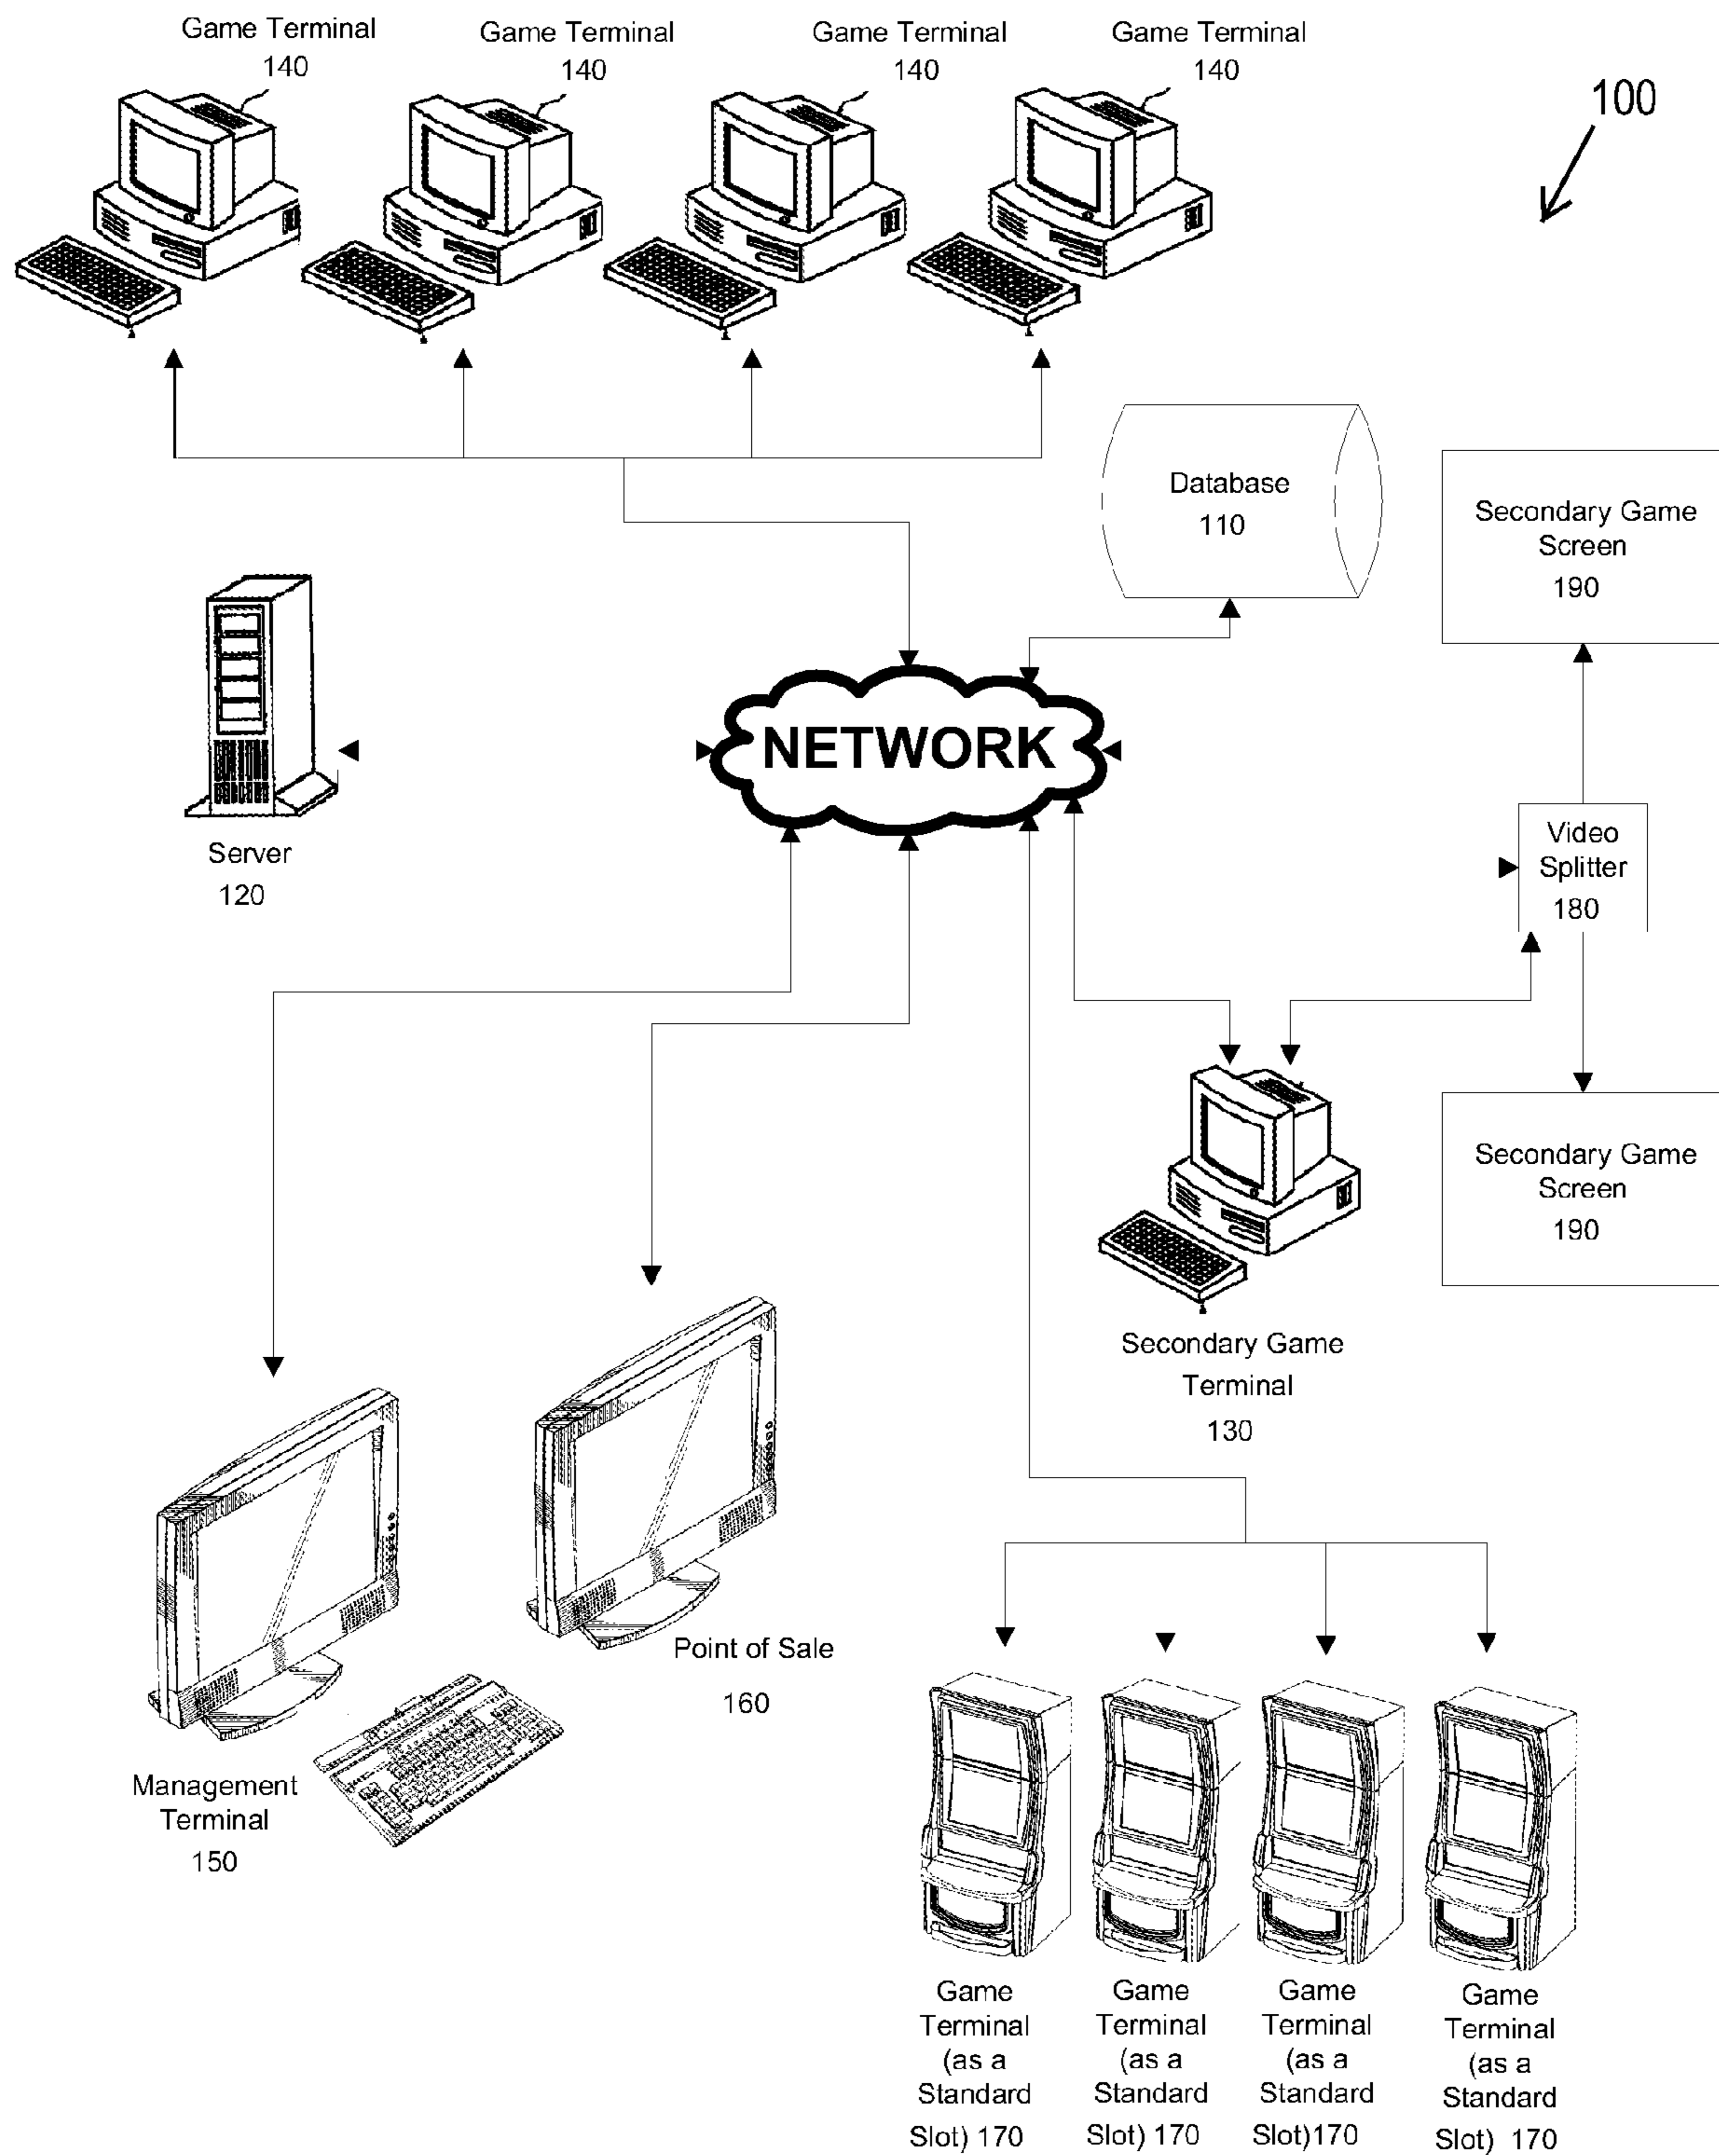 Game Terminal
140
Game Terminal
140
Game Terminal
140
Game Terminal
140
100
Database
110
Secondary Game
Screen
190
NETWORK
Server
120
Video
Splitter
180
Secondary Game
Screen
190
Secondary Game
Terminal
130
Point of Sale
160
Management
Terminal
150
Game
Terminal
(as a
Standard
Slot) 170
Game
Terminal
(as a
Standard
Slot) 170
Game
Terminal
(as a
Standard
Slot)170
Game
Terminal
(as a
Standard
Slot) 170